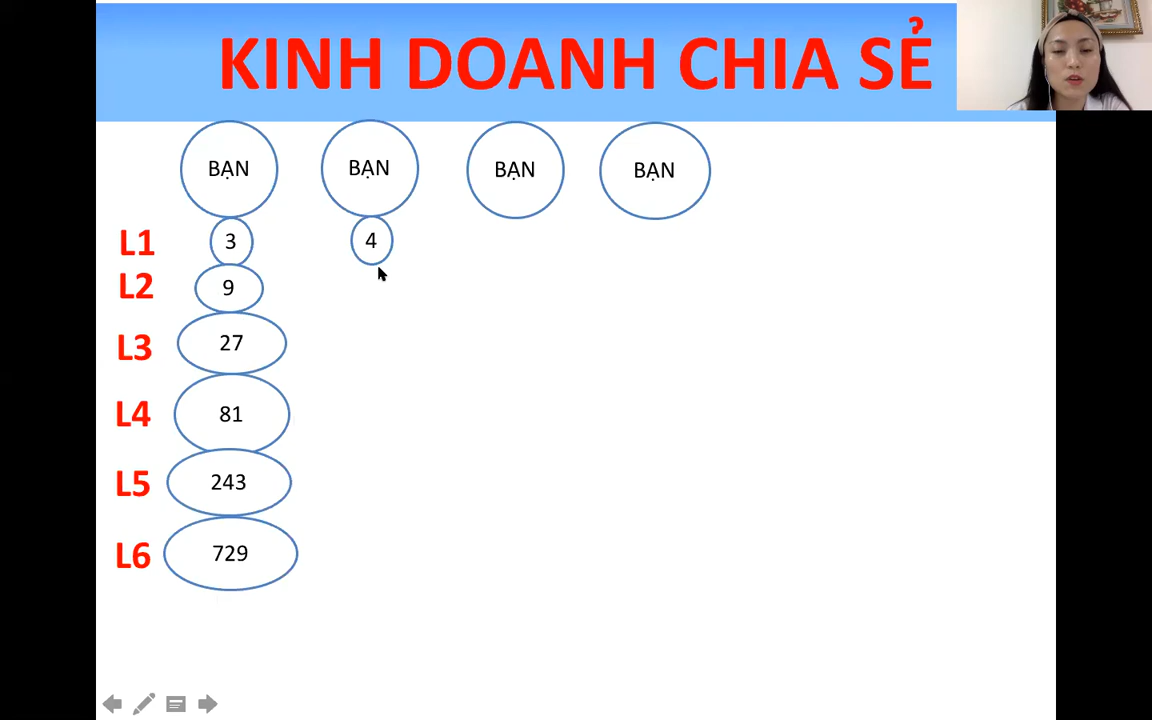 KINH DOANH CHIA SẺ
BẠN BẠN BẠN BẠN
L1 3 4
L2 9
L3 27
L4 81
L5 243
L6 729